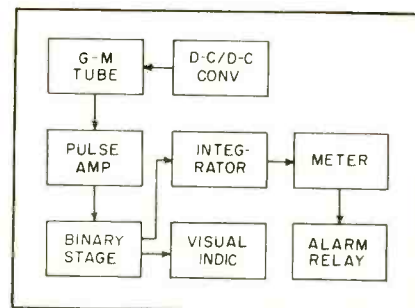 G-M
TUBE
D-C/D-C
CONV
PULSE
AMP
INTEG-
RATOR
METER
BINARY
STAGE
VISUAL
INDIC
ALARM
RELAY